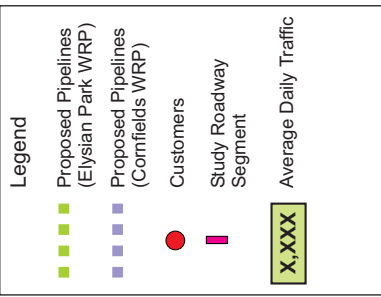 Legend
Proposed Pipelines
(Elysian Park WRP)
Proposed Pipelines
(Cornfields WRP)
Customers
Study Roadway
Segment
X,XXX
Average Daily Traffic